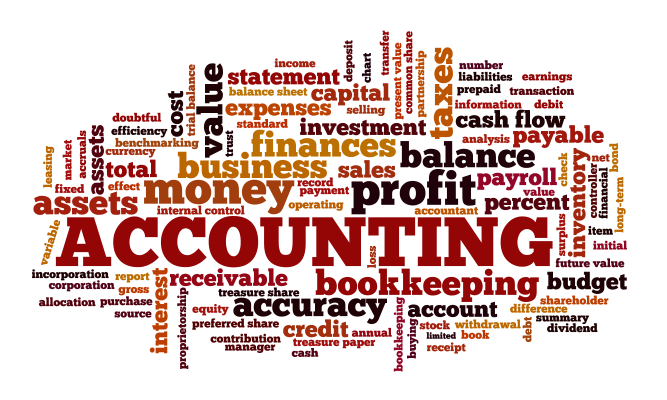 income
deposit
chart
transfer
present value
common share
partnership
taxes
number
liabilities
earnings
statement
balance sheet
capital
prepaid
transaction
value
cost
trial balance
expenses
selling
information
debit
doubtful
efficiency
standard
investment
cash flow
trust
benchmarking
finances
analysis
payable
leasing
market
accruals
assets
currency
total
business
sales
balance
check
net
bond
fixed
effect
money
record
payment
profit
payroll
value
percent
inventory
controller
financial
long-term
assets
internal control
operating
accountant
item
variable
ACCOUNTING
loss
surplus
initial
future value
incorporation
corporation
report
gross
interest
receivable
bookkeeping
budget
allocation
purchase
source
proprietorship
treasure share
equity
accuracy
account
shareholder
difference
summary
dividend
preferred share
credit
annual
bookkeeping
buying
stock
withdrawal
debt
contribution
manager
treasure paper
cash
limited
book
receipt